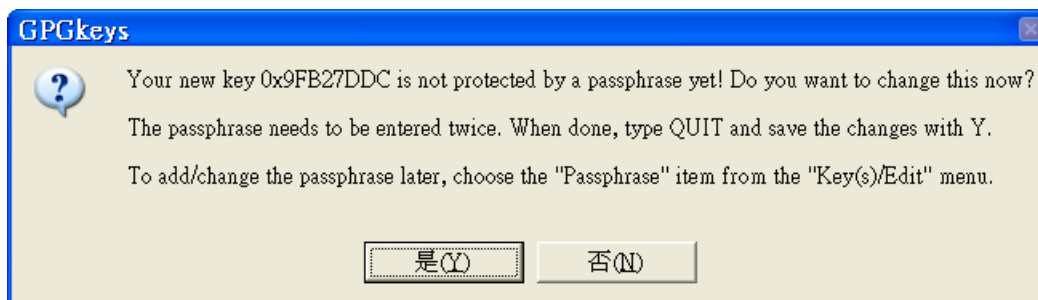 GPGkeys
Your new key 0x9FB27DDC is not protected by a passphrase yet! Do you want to change this now?
The passphrase needs to be entered twice. When done, type QUIT and save the changes with Y.
To add/change the passphrase later, choose the "Passphrase" item from the "Key(s)/Edit" menu.
是(Y) 否(N)